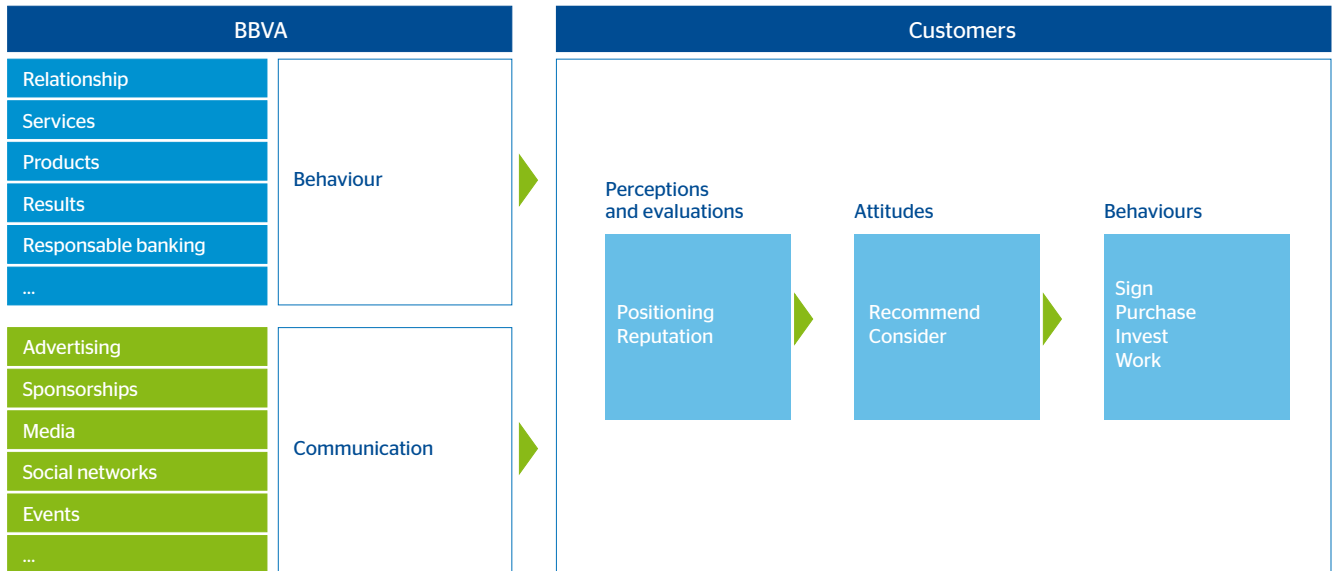 BBVA
Relationship
Services
Products
Results
Responsable banking
...
Behaviour
Advertising
Sponsorships
Media
Social networks
Events
...
Communication
Customers
Perceptions
and evaluations
Positioning
Reputation
Attitudes
Recommend
Consider
Behaviours
Sign
Purchase
Invest
Work